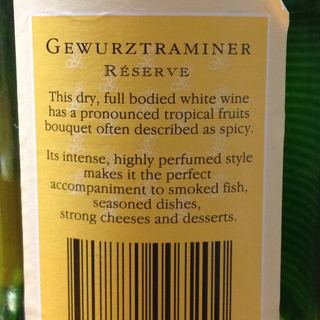 GEWURZTRAMINER
RÉSERVE
This dry, full bodied white wine
has a pronounced tropical fruits
bouquet often described as spicy.
Its intense, highly perfumed style
makes it the perfect
accompaniment to smoked fish,
seasoned dishes,
strong cheeses and desserts.